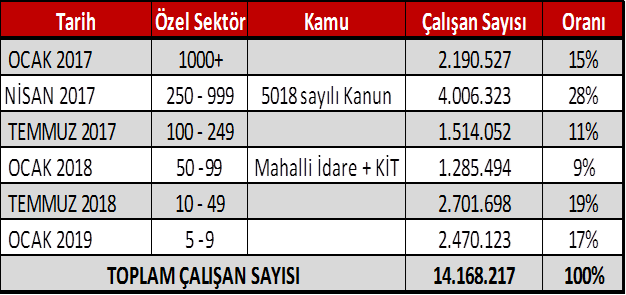 Tarih Özel Sektör Kamu Çalışan Sayısı Oranı
OCAK 2017 1000+ 2.190.527 15%
NİSAN 2017 250 - 999 5018 sayılı Kanun 4.006.323 28%
TEMMUZ 2017 100 - 249 1.514.052 11%
OCAK 2018 50 - 99 Mahalli İdare + KİT 1.285.494 9%
TEMMUZ 2018 10 - 49 2.701.698 19%
OCAK 2019 5 - 9 2.470.123 17%
TOPLAM ÇALIŞAN SAYISI 14.168.217 100%